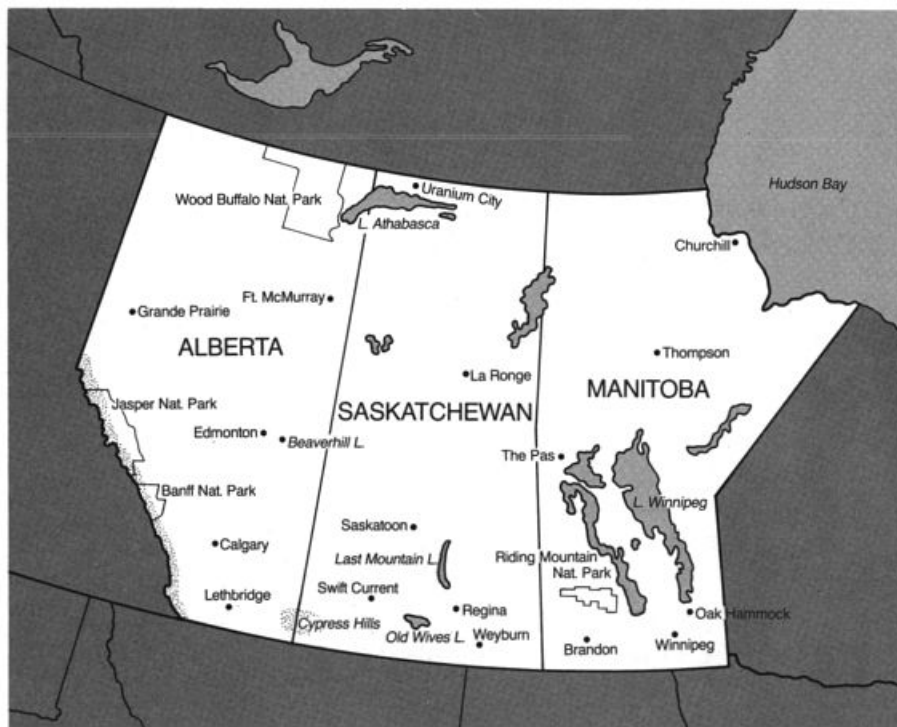 Hudson Bay
Wood Buffalo Nat. Park
Uranium City
L. Athabasca
Churchill
Ft. McMurray
Grande Prairie
ALBERTA
Thompson
La Ronge
MANITOBA
Jasper Nat. Park
SASKATCHEWAN
Edmonton
Beaverhill L.
The Pas
Banff Nat. Park
L. Winnipeg
Saskatoon
Calgary
Last Mountain L.
Riding Mountain
Nat. Park
Swift Current
Lethbridge
Regina
Oak Hammock
Cypress Hills
Old Wives L.
Weyburn
Brandon
Winnipeg